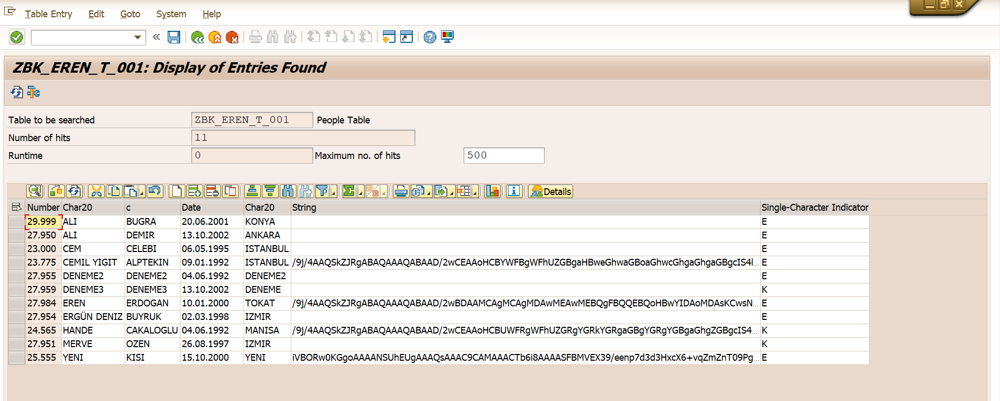 Table Entry Edit Goto System Help
ZBK_EREN_T_001: Display of Entries Found
Table to be searched ZBK_EREN_T_001 People Table
Number of hits 11
Runtime 0 Maximum no. of hits 500
Details
Number Char20 c Date Char20 String Single-Character Indicator
29.999 ALI BUGRA 20.06.2001 KONYA E
27.950 ALI DEMIR 13.10.2002 ANKARA E
23.000 CEM CELEBI 06.05.1995 ISTANBUL E
23.775 CEMIL YIGIT ALPTEKIN 09.01.1992 ISTANBUL /9j/4AAQSkZJRgABAQAAAQABAAD/2wCEAAoHCBYWFBgWFhUZGBgaHBweGhwaGBoaGhwcGhgaGhgaGBgcIS4l... E
27.955 DENEME2 DENEME2 04.06.1992 DENEME2 E
27.959 DENEME3 DENEME3 13.10.2002 DENEME K
27.984 EREN ERDOGAN 10.01.2000 TOKAT /9j/4AAQSkZJRgABAQAAAQABAAD/2wBDAAMCAgMCAgMDAwMEAwMEBQgFBQQEBQoHBwYIDAoMDAsKCwsN... E
27.954 ERGÜN DENIZ BUYRUK 02.03.1998 IZMIR E
24.565 HANDE CAKALOGLU 04.06.1992 MANISA /9j/4AAQSkZJRgABAQAAAQABAAD/2wCEAAoHCBUWFRgWFhUZGRgYGRkYGRgaGBgYGRgYGBgaGhgZGBgcIS4... K
27.951 MERVE OZEN 26.08.1997 IZMIR K
25.555 YENI KISI 15.10.2000 YENI iVBORw0KGgoAAAANSUhEUgAAAQsAAAC9CAMAAACTb6i8AAAASFBMVEX39/eenp7d3d3HxcX6+vqZmZnT09Pg... E